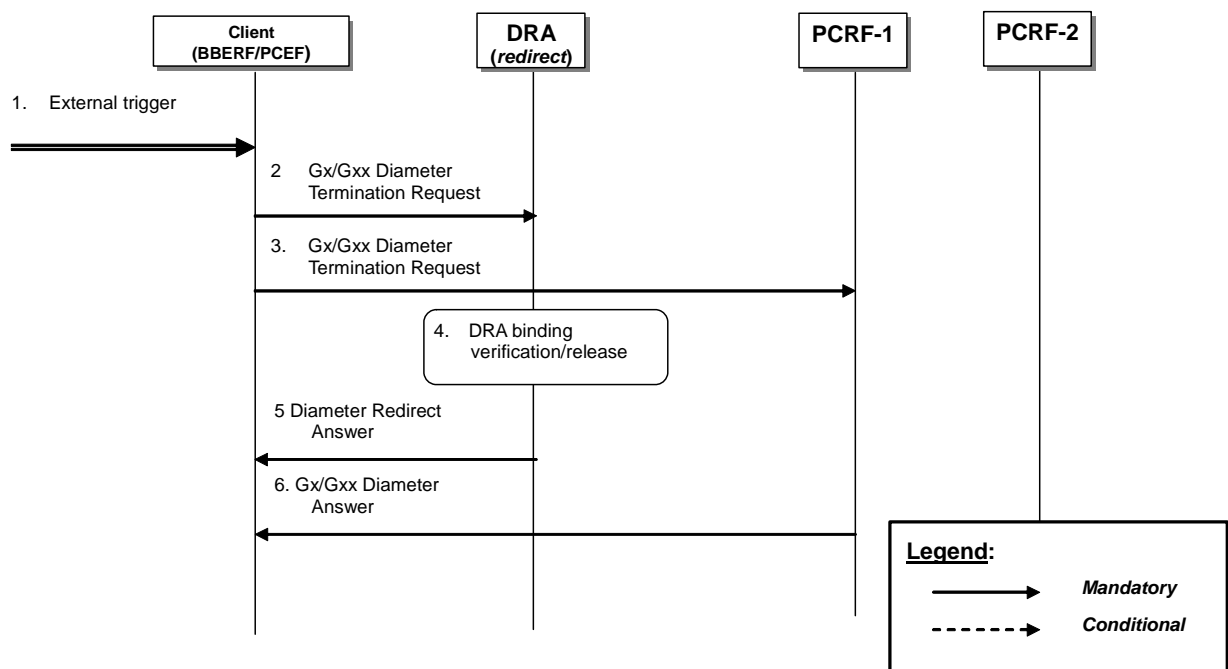 Client
(BBERF/PCEF)
DRA
(redirect)
PCRF-1
PCRF-2
1. External trigger
2 Gx/Gxx Diameter
Termination Request
3. Gx/Gxx Diameter
Termination Request
4. DRA binding
verification/release
5 Diameter Redirect
Answer
6. Gx/Gxx Diameter
Answer
Legend:
Mandatory
Conditional